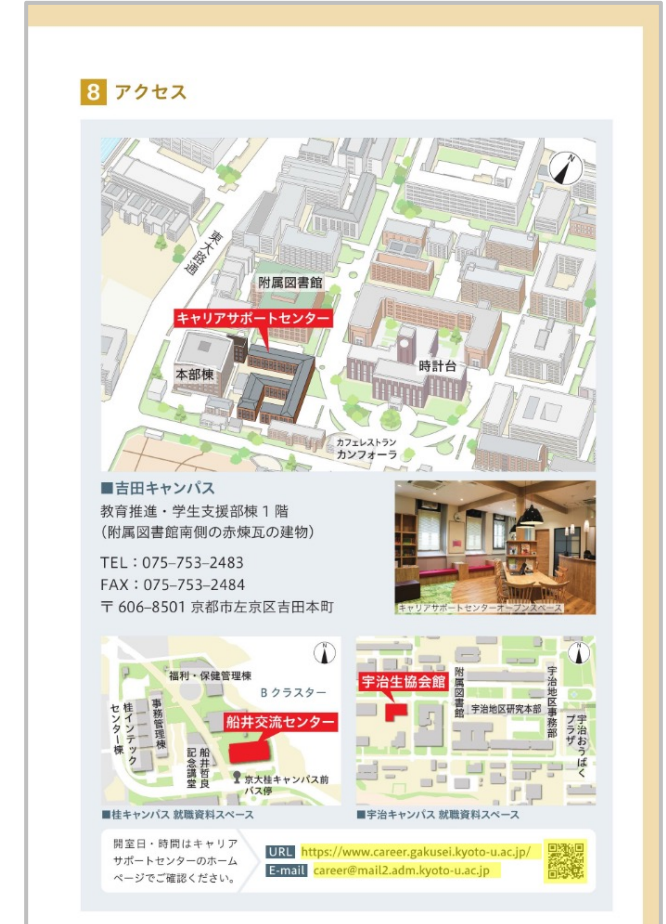 8 アクセス
東大路通
附属図書館
キャリアサポートセンター
本部棟
時計台
カフェレストラン
カンフォーラ
N
■吉田キャンパス
教育推進・学生支援部棟 1 階
（附属図書館南側の赤煉瓦の建物）
TEL：075–753–2483
FAX：075–753–2484
〒 606–8501 京都市左京区吉田本町
キャリアサポートセンターオープンスペース
福利・保健管理棟
B クラスター
桂インテックセンター棟
事務管理棟
船井交流センター
船井哲良
記念講堂
京大桂キャンパス前
バス停
N
■桂キャンパス 就職資料スペース
宇治生協会館
附属図書館
宇治地区研究本部
宇治地区事務部
宇治おうばく
プラザ
N
■宇治キャンパス 就職資料スペース
開室日・時間はキャリア
サポートセンターのホーム
ページでご確認ください。
URL https://www.career.gakusei.kyoto-u.ac.jp/
E-mail career@mail2.adm.kyoto-u.ac.jp